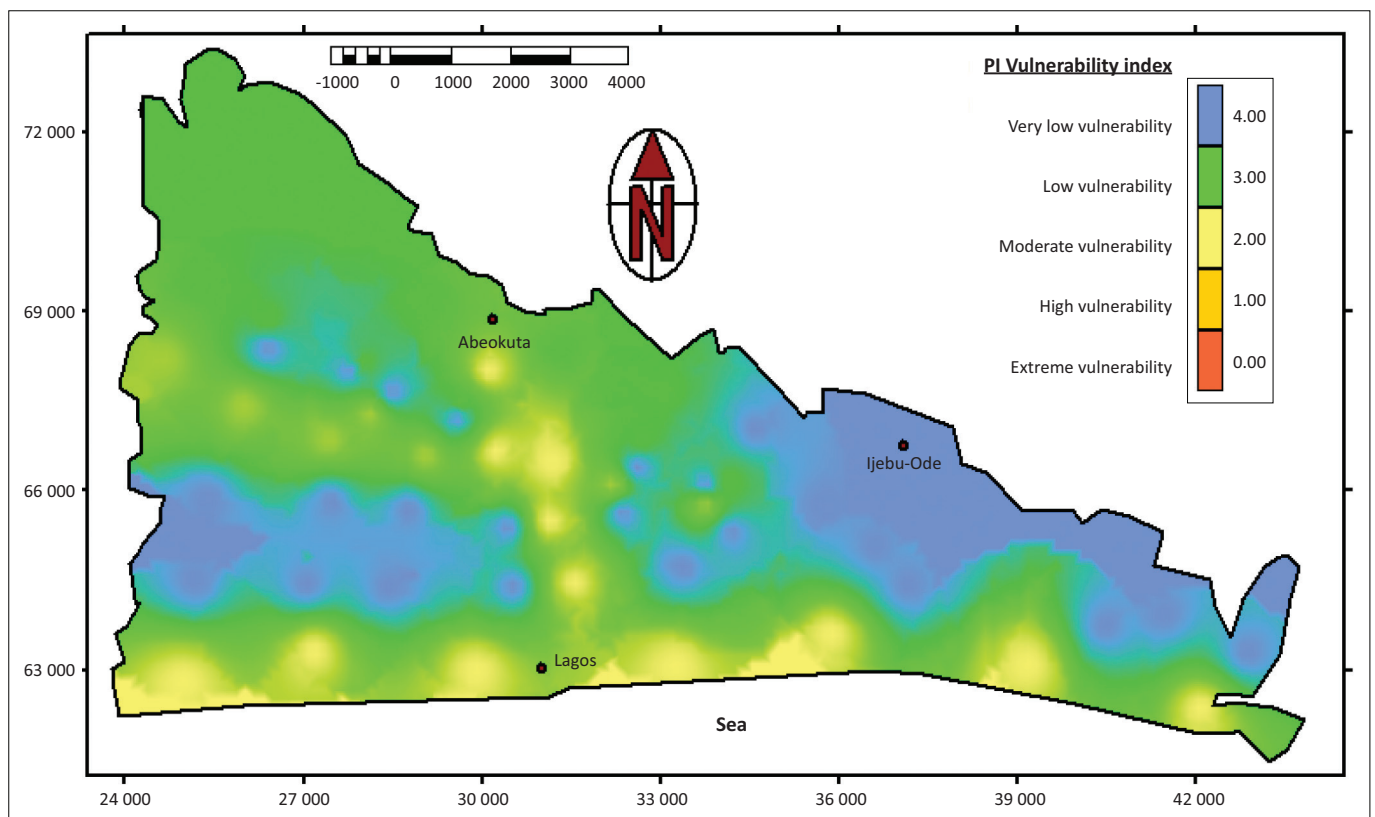 -1000 0 1000 2000 3000 4000
N
PI Vulnerability index
Very low vulnerability 4.00
Low vulnerability 3.00
Moderate vulnerability 2.00
High vulnerability 1.00
Extreme vulnerability 0.00
72 000
69 000
66 000
63 000
Abeokuta
Ijebu-Ode
Lagos
Sea
24 000 27 000 30 000 33 000 36 000 39 000 42 000